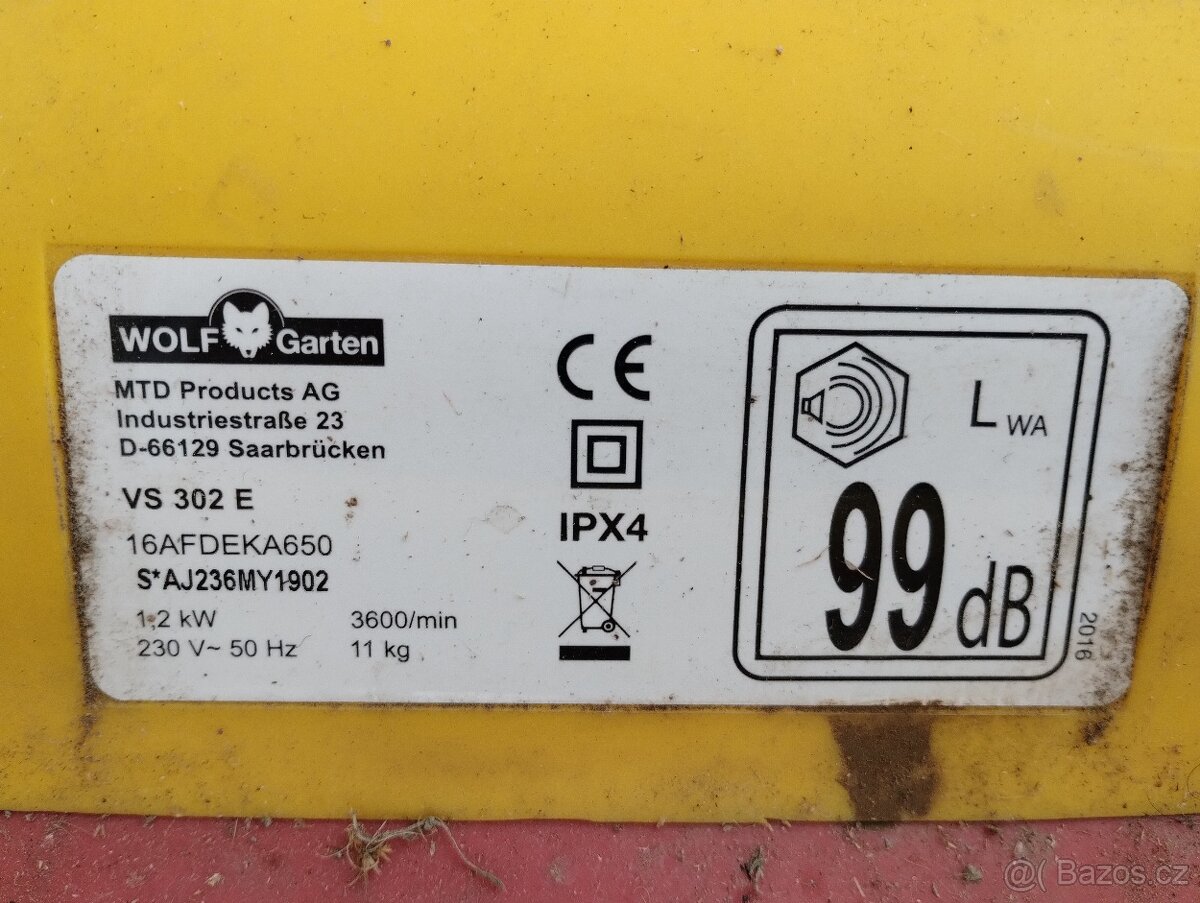 WOLF Garten
MTD Products AG
Industriestraße 23
D-66129 Saarbrücken
VS 302 E
16AFDEKA650
S*AJ236MY1902
1,2 kW 3600/min
230 V~ 50 Hz 11 kg
CE
IPX4
LWA
99 dB
2016
@( Bazos.cz